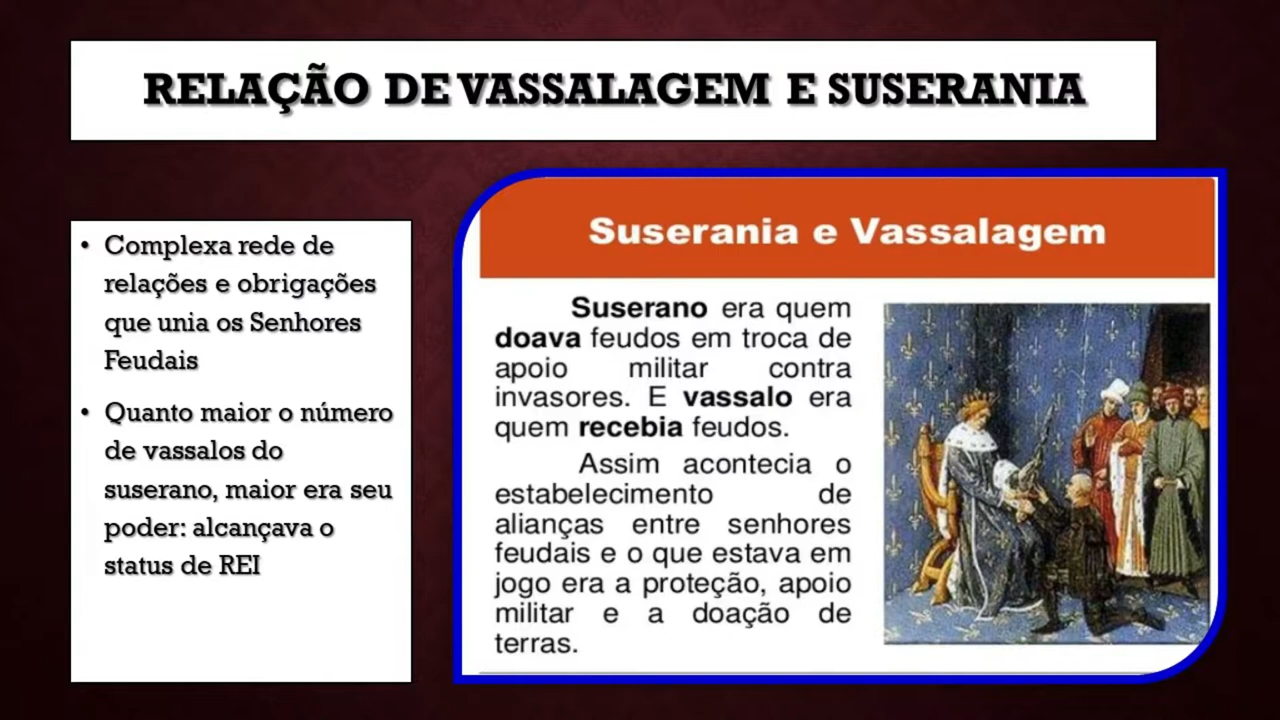 RELAÇÃO DE VASSALAGEM E SUSERANIA
• Complexa rede de
relações e obrigações
que unia os Senhores
Feudais
• Quanto maior o número
de vassalos do
suserano, maior era seu
poder: alcançava o
status de REI
Suserania e Vassalagem
Suserano era quem
doava feudos em troca de
apoio militar contra
invasores. E vassalo era
quem recebia feudos.
Assim acontecia o
estabelecimento de
alianças entre senhores
feudais e o que estava em
jogo era a proteção, apoio
militar e a doação de
terras.